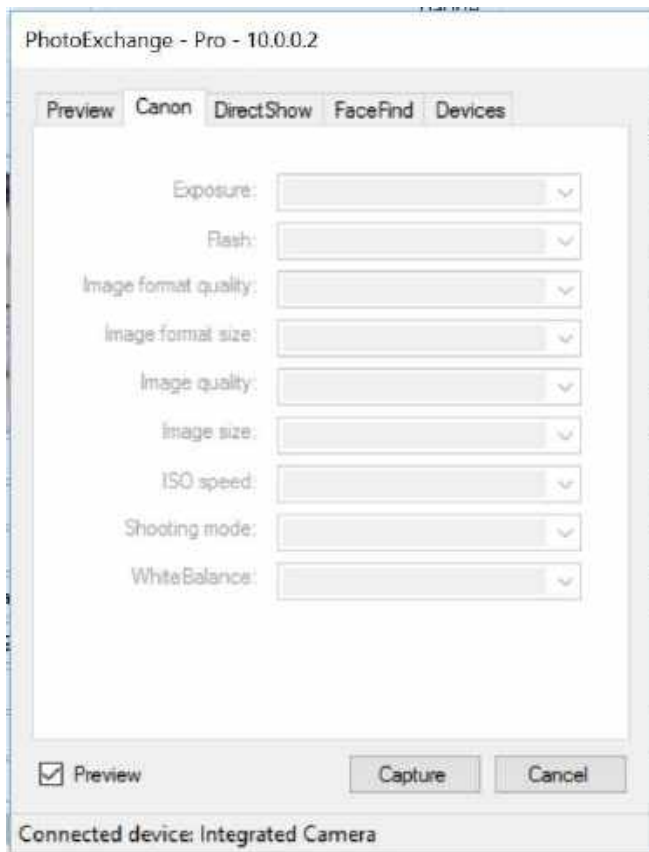 PhotoExchange - Pro - 10.0.0.2
Preview Canon DirectShow FaceFind Devices
Exposure:
Flash:
Image format quality:
Image format size:
Image quality:
Image size:
ISO speed:
Shooting mode:
WhiteBalance:
Preview Capture Cancel
Connected device: Integrated Camera